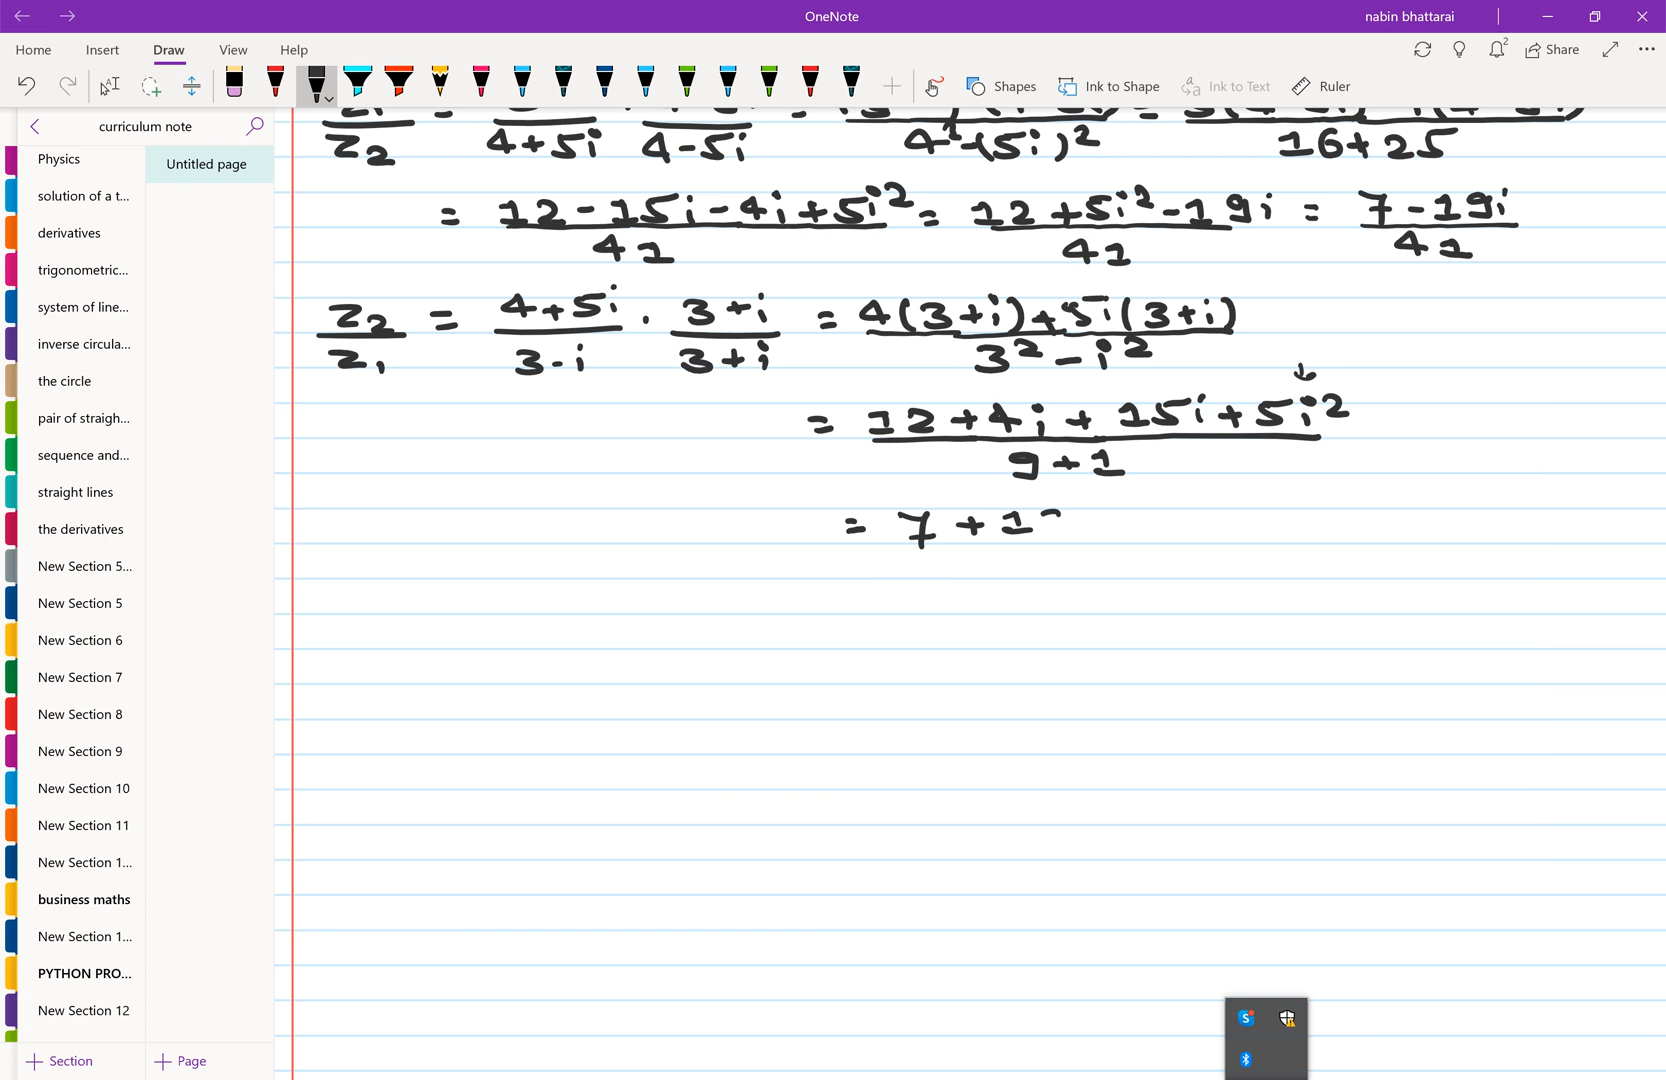 OneNote
nabin bhattarai
Home Insert Draw View Help
2
Share
Shapes
Ink to Shape
Ink to Text
Ruler
curriculum note
Physics
solution of a t...
derivatives
trigonometric...
system of line...
inverse circula...
the circle
pair of straigh...
sequence and...
straight lines
the derivatives
New Section 5...
New Section 5
New Section 6
New Section 7
New Section 8
New Section 9
New Section 10
New Section 11
New Section 1...
business maths
New Section 1...
PYTHON PRO...
New Section 12
+ Section
Untitled page
+ Page
z2 = 4+5i · 4-5i = 4²-(5i)² = 16+25
= (12-15i-4i+5i²)/41 = (12+5i²-19i)/41 = (7-19i)/41
z2/z1 = (4+5i)/(3-i) · (3+i)/(3+i) = (4(3+i)+5i(3+i))/(3²-i²)
= (12+4i+15i+5i²)/(9+1)
= 7+1